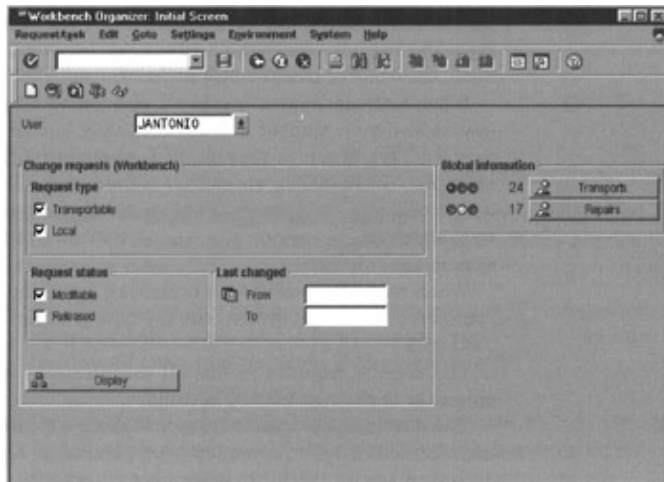 Workbench Organizer: Initial Screen
Request/task Edit Goto Settings Environment System Help
User JANTONIO
Change requests (Workbench)
Request type
Transportable
Local
Request status
Modifiable
Released
Last changed
From
To
Display
Global information
24 Transports
17 Repairs